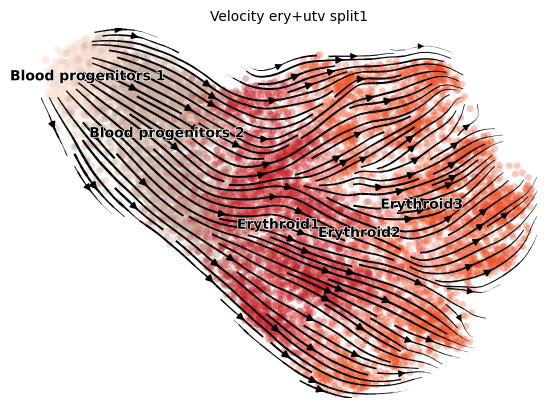 Velocity ery+utv split1
Blood progenitors 1
Blood progenitors 2
Erythroid3
Erythroid1
Erythroid2